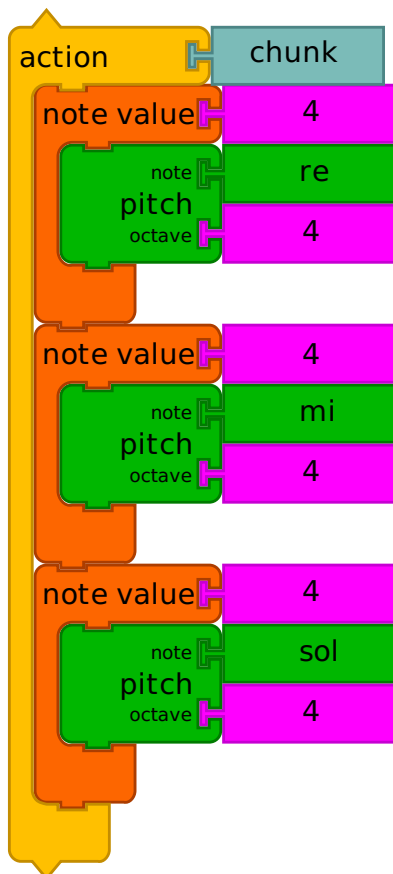 action chunk
note value 4
note re
pitch
octave 4
note value 4
note mi
pitch
octave 4
note value 4
note sol
pitch
octave 4